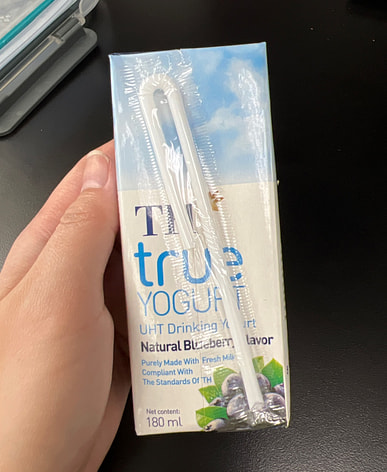 TH
true
YOGURT
UHT Drinking Yogurt
Natural Blueberry Flavor
Purely Made With Fresh Milk
Compliant With
The Standards Of TH
Net content:
180 ml